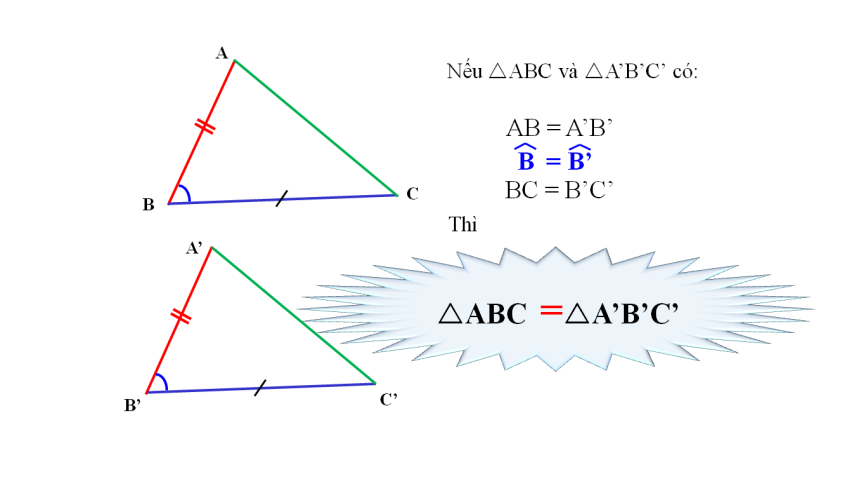 A
B
C
Nếu △ABC và △A’B’C’ có:
AB = A’B’
B̂ = B̂’
BC = B’C’
Thì
A’
B’
C’
△ABC = △A’B’C’